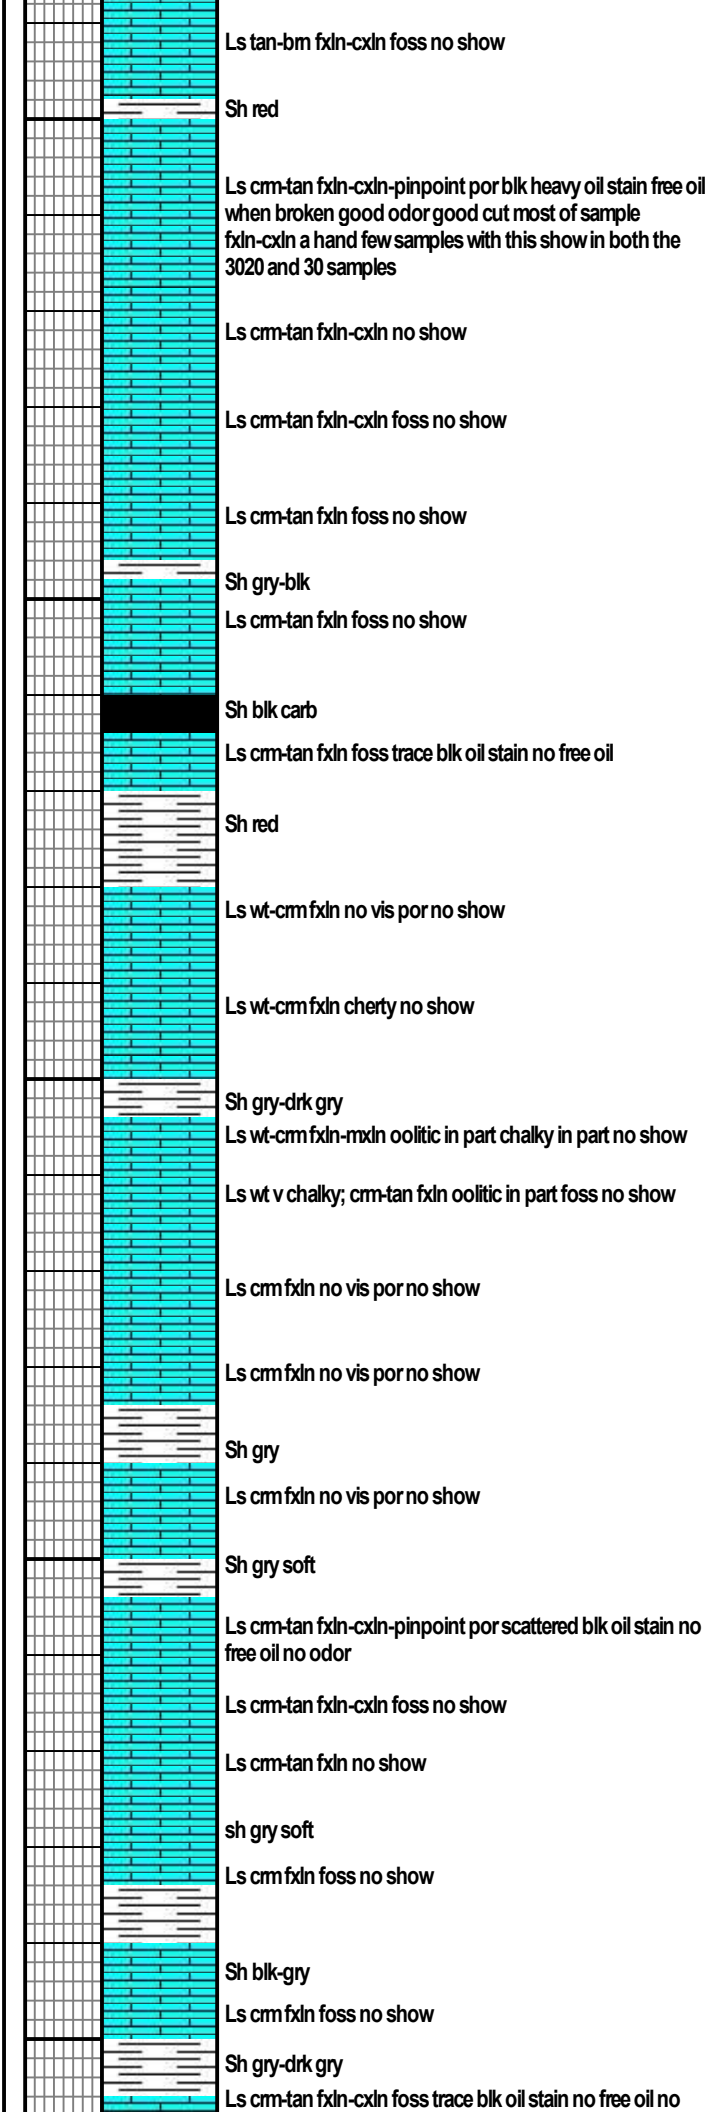 Ls tan-brn fxln-cxln foss no show
Sh red
Ls crm-tan fxln-cxln-pinpoint por blk heavy oil stain free oil
when broken good odor good cut most of sample
fxln-cxln a hand few samples with this show in both the
3020 and 30 samples
Ls crm-tan fxln-cxln no show
Ls crm-tan fxln-cxln foss no show
Ls crm-tan fxln foss no show
Sh gry-blk
Ls crm-tan fxln foss no show
Sh blk carb
Ls crm-tan fxln foss trace blk oil stain no free oil
Sh red
Ls wt-crm fxln no vis por no show
Ls wt-crm fxln cherty no show
Sh gry-drk gry
Ls wt-crm fxln-mxln oolitic in part chalky in part no show
Ls wt v chalky; crm-tan fxln oolitic in part foss no show
Ls crm fxln no vis por no show
Ls crm fxln no vis por no show
Sh gry
Ls crm fxln no vis por no show
Sh gry soft
Ls crm-tan fxln-cxln-pinpoint por scattered blk oil stain no
free oil no odor
Ls crm-tan fxln-cxln foss no show
Ls crm-tan fxln no show
sh gry soft
Ls crm fxln foss no show
Sh blk-gry
Ls crm fxln foss no show
Sh gry-drk gry
Ls crm-tan fxln-cxln foss trace blk oil stain no free oil no